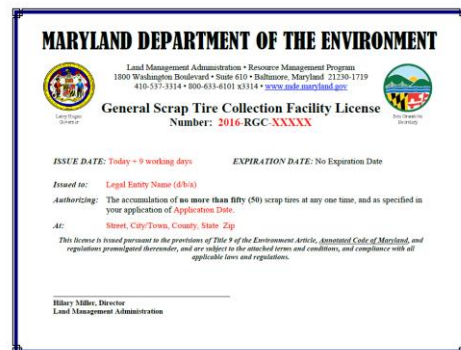 MARYLAND DEPARTMENT OF THE ENVIRONMENT
Land Management Administration • Resource Management Program
1800 Washington Boulevard • Suite 610 • Baltimore, Maryland 21230-1719
410-537-3314 • 800-633-6101 x3314 • www.mde.maryland.gov
Larry Hogan
Governor
General Scrap Tire Collection Facility License
Number: 2016-RGC-XXXXX
Ben Grumbles
Secretary
ISSUE DATE: Today + 9 working days EXPIRATION DATE: No Expiration Date
Issued to: Legal Entity Name (d/b/a)
Authorizing: The accumulation of no more than fifty (50) scrap tires at any one time, and as specified in
your application of Application Date.
At: Street, City/Town, County, State Zip
This license is issued pursuant to the provisions of Title 9 of the Environment Article, Annotated Code of Maryland, and
regulations promulgated thereunder, and are subject to the attached terms and conditions, and compliance with all
applicable laws and regulations.
Hilary Miller, Director
Land Management Administration